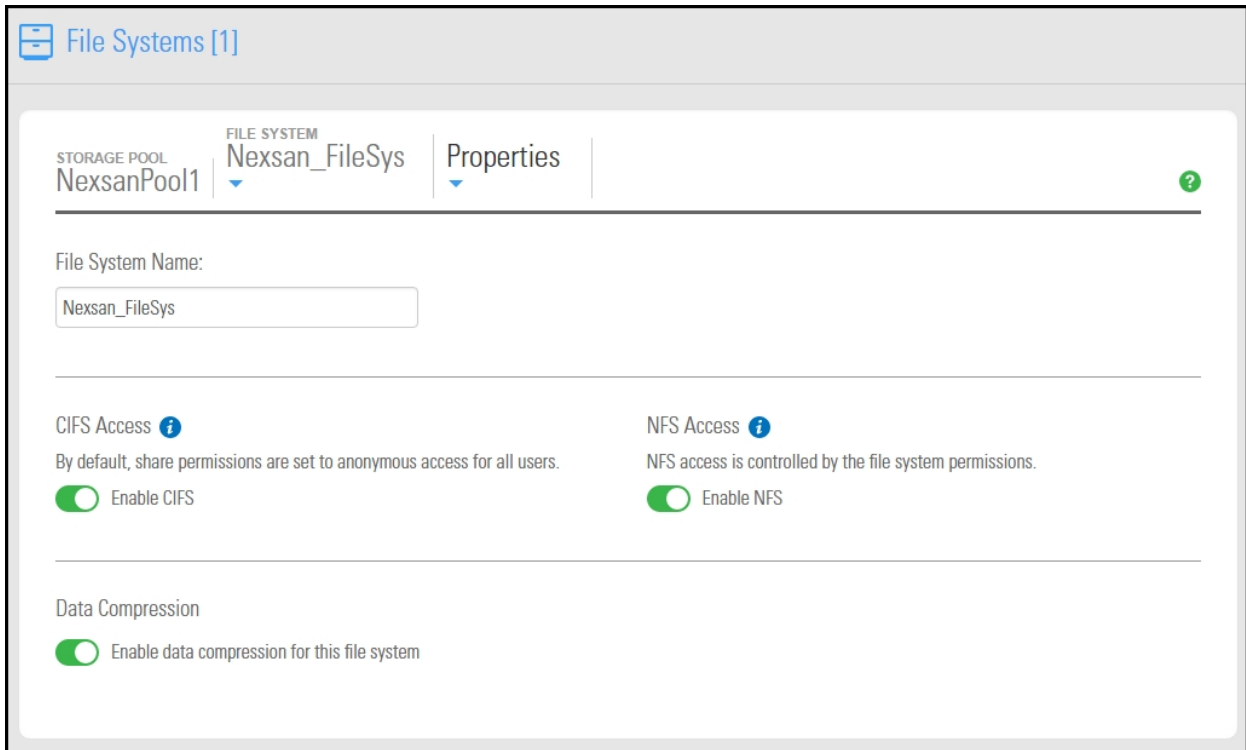 File Systems [1]
STORAGE POOL
NexsanPool1
FILE SYSTEM
Nexsan_FileSys
Properties
?
File System Name:
Nexsan_FileSys
CIFS Access i
By default, share permissions are set to anonymous access for all users.
Enable CIFS
NFS Access i
NFS access is controlled by the file system permissions.
Enable NFS
Data Compression
Enable data compression for this file system